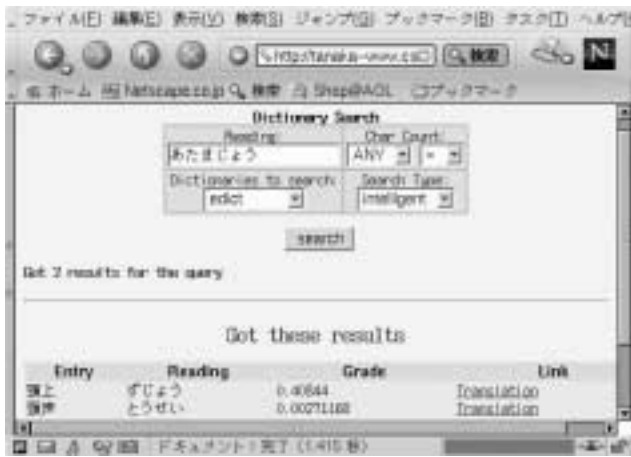 ファイル(F) 編集(E) 表示(V) 検索(S) ジャンプ(G) ブックマーク(B) タスク(T) ヘルプ
検索
ホーム Netscape.co.jp 検索 Shop@AOL ブックマーク
Dictionary Search
Reading: Char Count:
あたまじょう ANY =
Dictionaries to search: Search Type:
edict intelligent
search
Got 2 results for the query
Got these results
Entry Reading Grade Link
頭上 ずじょう 0.40844 Translation
とうせい 0.00271168 Translation
ドキュメント: 完了 (1.415 秒)